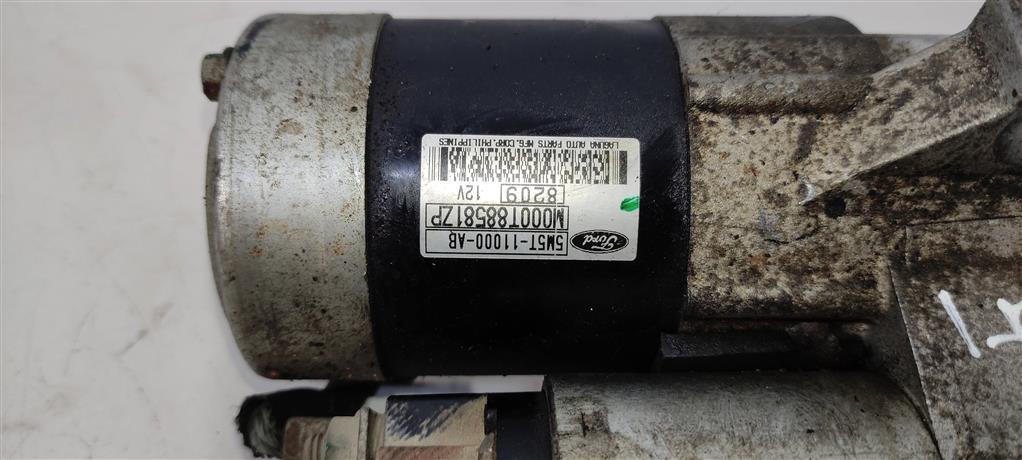 Ford
5M5T-11000-AB
M000T88581ZP
8209 12V
LAGUNA AUTO PARTS MFG. CORP. PHILIPPINES